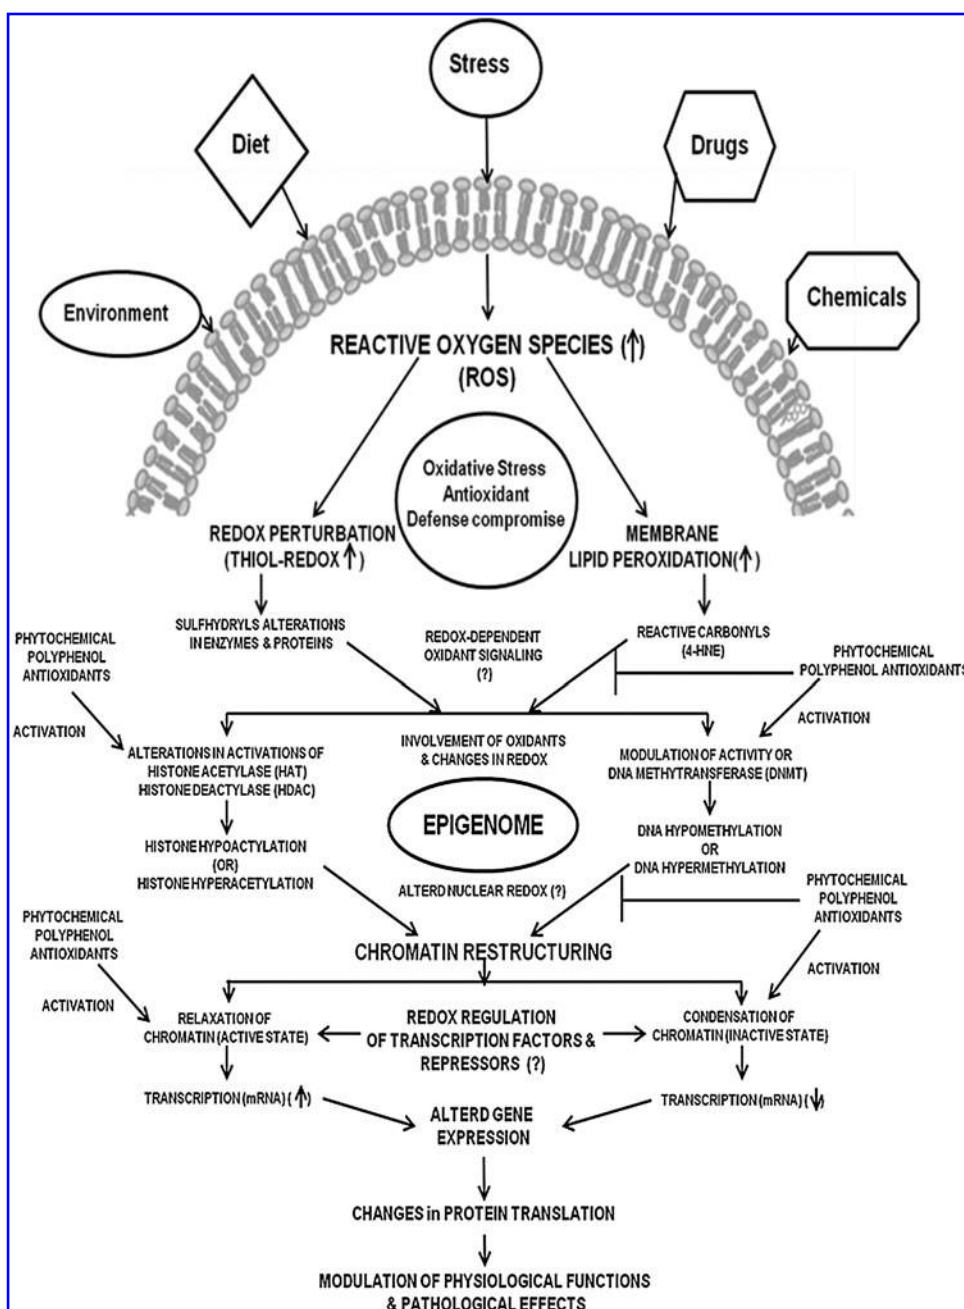 Stress
Diet
Drugs
Environment
Chemicals
REACTIVE OXYGEN SPECIES (↑)
(ROS)
Oxidative Stress
Antioxidant
Defense compromise
REDOX PERTURBATION
(THIOL-REDOX ↑)
MEMBRANE
LIPID PEROXIDATION(↑)
SULFHYDRYLS ALTERATIONS
IN ENZYMES & PROTEINS
REDOX-DEPENDENT
OXIDANT SIGNALING
(?)
REACTIVE CARBONYLS
(4-HNE)
PHYTOCHEMICAL
POLYPHENOL
ANTIOXIDANTS
PHYTOCHEMICAL
POLYPHENOL ANTIOXIDANTS
ACTIVATION
ACTIVATION
ALTERATIONS IN ACTIVATIONS OF
HISTONE ACETYLASE (HAT)
HISTONE DEACTYLASE (HDAC)
INVOLVEMENT OF OXIDANTS
& CHANGES IN REDOX
MODULATION OF ACTIVITY OR
DNA METHYTRANSFERASE (DNMT)
EPIGENOME
HISTONE HYPOACTYLATION
(OR)
HISTONE HYPERACETYLATION
DNA HYPOMETHYLATION
OR
DNA HYPERMETHYLATION
ALTERD NUCLEAR REDOX (?)
PHYTOCHEMICAL
POLYPHENOL
ANTIOXIDANTS
PHYTOCHEMICAL
POLYPHENOL
ANTIOXIDANTS
CHROMATIN RESTRUCTURING
ACTIVATION
ACTIVATION
RELAXATION OF
CHROMATIN (ACTIVE STATE)
REDOX REGULATION
OF TRANSCRIPTION FACTORS &
REPRESSORS (?)
CONDENSATION OF
CHROMATIN (INACTIVE STATE)
TRANSCRIPTION (mRNA) (↑)
TRANSCRIPTION (mRNA) (↓)
ALTERD GENE
EXPRESSION
CHANGES in PROTEIN TRANSLATION
MODULATION OF PHYSIOLOGICAL FUNCTIONS
& PATHOLOGICAL EFFECTS